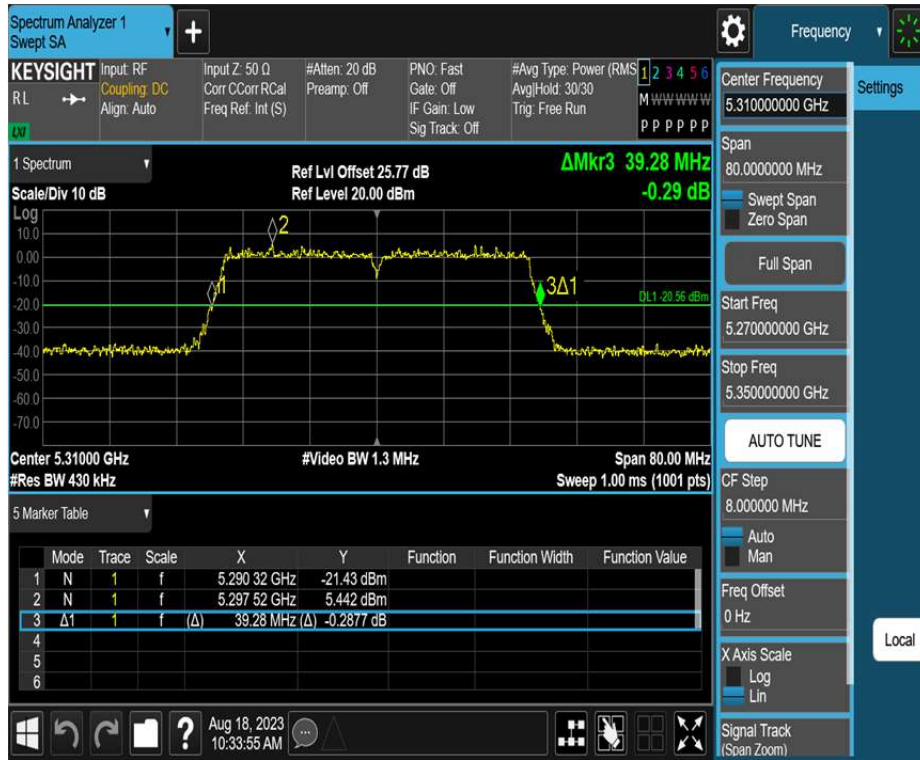 Spectrum Analyzer 1
Swept SA
+
Frequency
KEYSIGHT
RL
LXI
Input: RF
Coupling: DC
Align: Auto
Input Z: 50 Ω
Corr CCorr RCal
Freq Ref: Int (S)
#Atten: 20 dB
Preamp: Off
PNO: Fast
Gate: Off
IF Gain: Low
Sig Track: Off
#Avg Type: Power (RMS
Avg|Hold: 30/30
Trig: Free Run
1 2 3 4 5 6
M W W W W W
P P P P P P
1 Spectrum
Scale/Div 10 dB
Ref Lvl Offset 25.77 dB
Ref Level 20.00 dBm
ΔMkr3 39.28 MHz
-0.29 dB
Log
10.0
0.00
-10.0
-20.0
-30.0
-40.0
-50.0
-60.0
-70.0
2
1
3Δ1
DL1 -20.56 dBm
Center 5.31000 GHz
#Video BW 1.3 MHz
Span 80.00 MHz
#Res BW 430 kHz
Sweep 1.00 ms (1001 pts)
5 Marker Table
Mode Trace Scale X Y Function Function Width Function Value
1 N 1 f 5.290 32 GHz -21.43 dBm
2 N 1 f 5.297 52 GHz 5.442 dBm
3 Δ1 1 f (Δ) 39.28 MHz (Δ) -0.2877 dB
4
5
6
?
Aug 18, 2023
10:33:55 AM
Center Frequency
5.310000000 GHz
Span
80.0000000 MHz
Swept Span
Zero Span
Full Span
Start Freq
5.270000000 GHz
Stop Freq
5.350000000 GHz
AUTO TUNE
CF Step
8.000000 MHz
Auto
Man
Freq Offset
0 Hz
X Axis Scale
Log
Lin
Signal Track
(Span Zoom)
Settings
Local